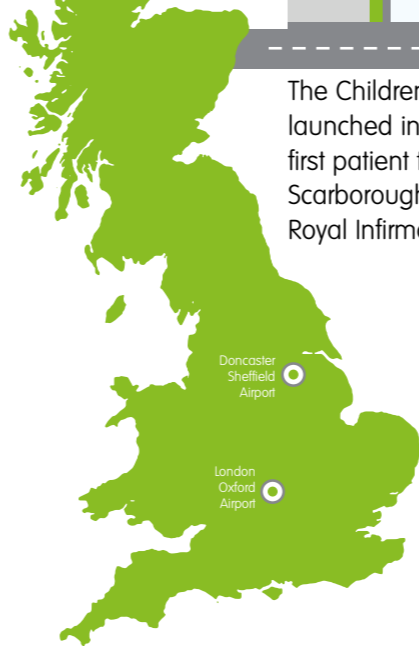 The Children
launched in
first patient
Scarborough
Royal Infirm
Doncaster
Sheffield
Airport
London
Oxford
Airport